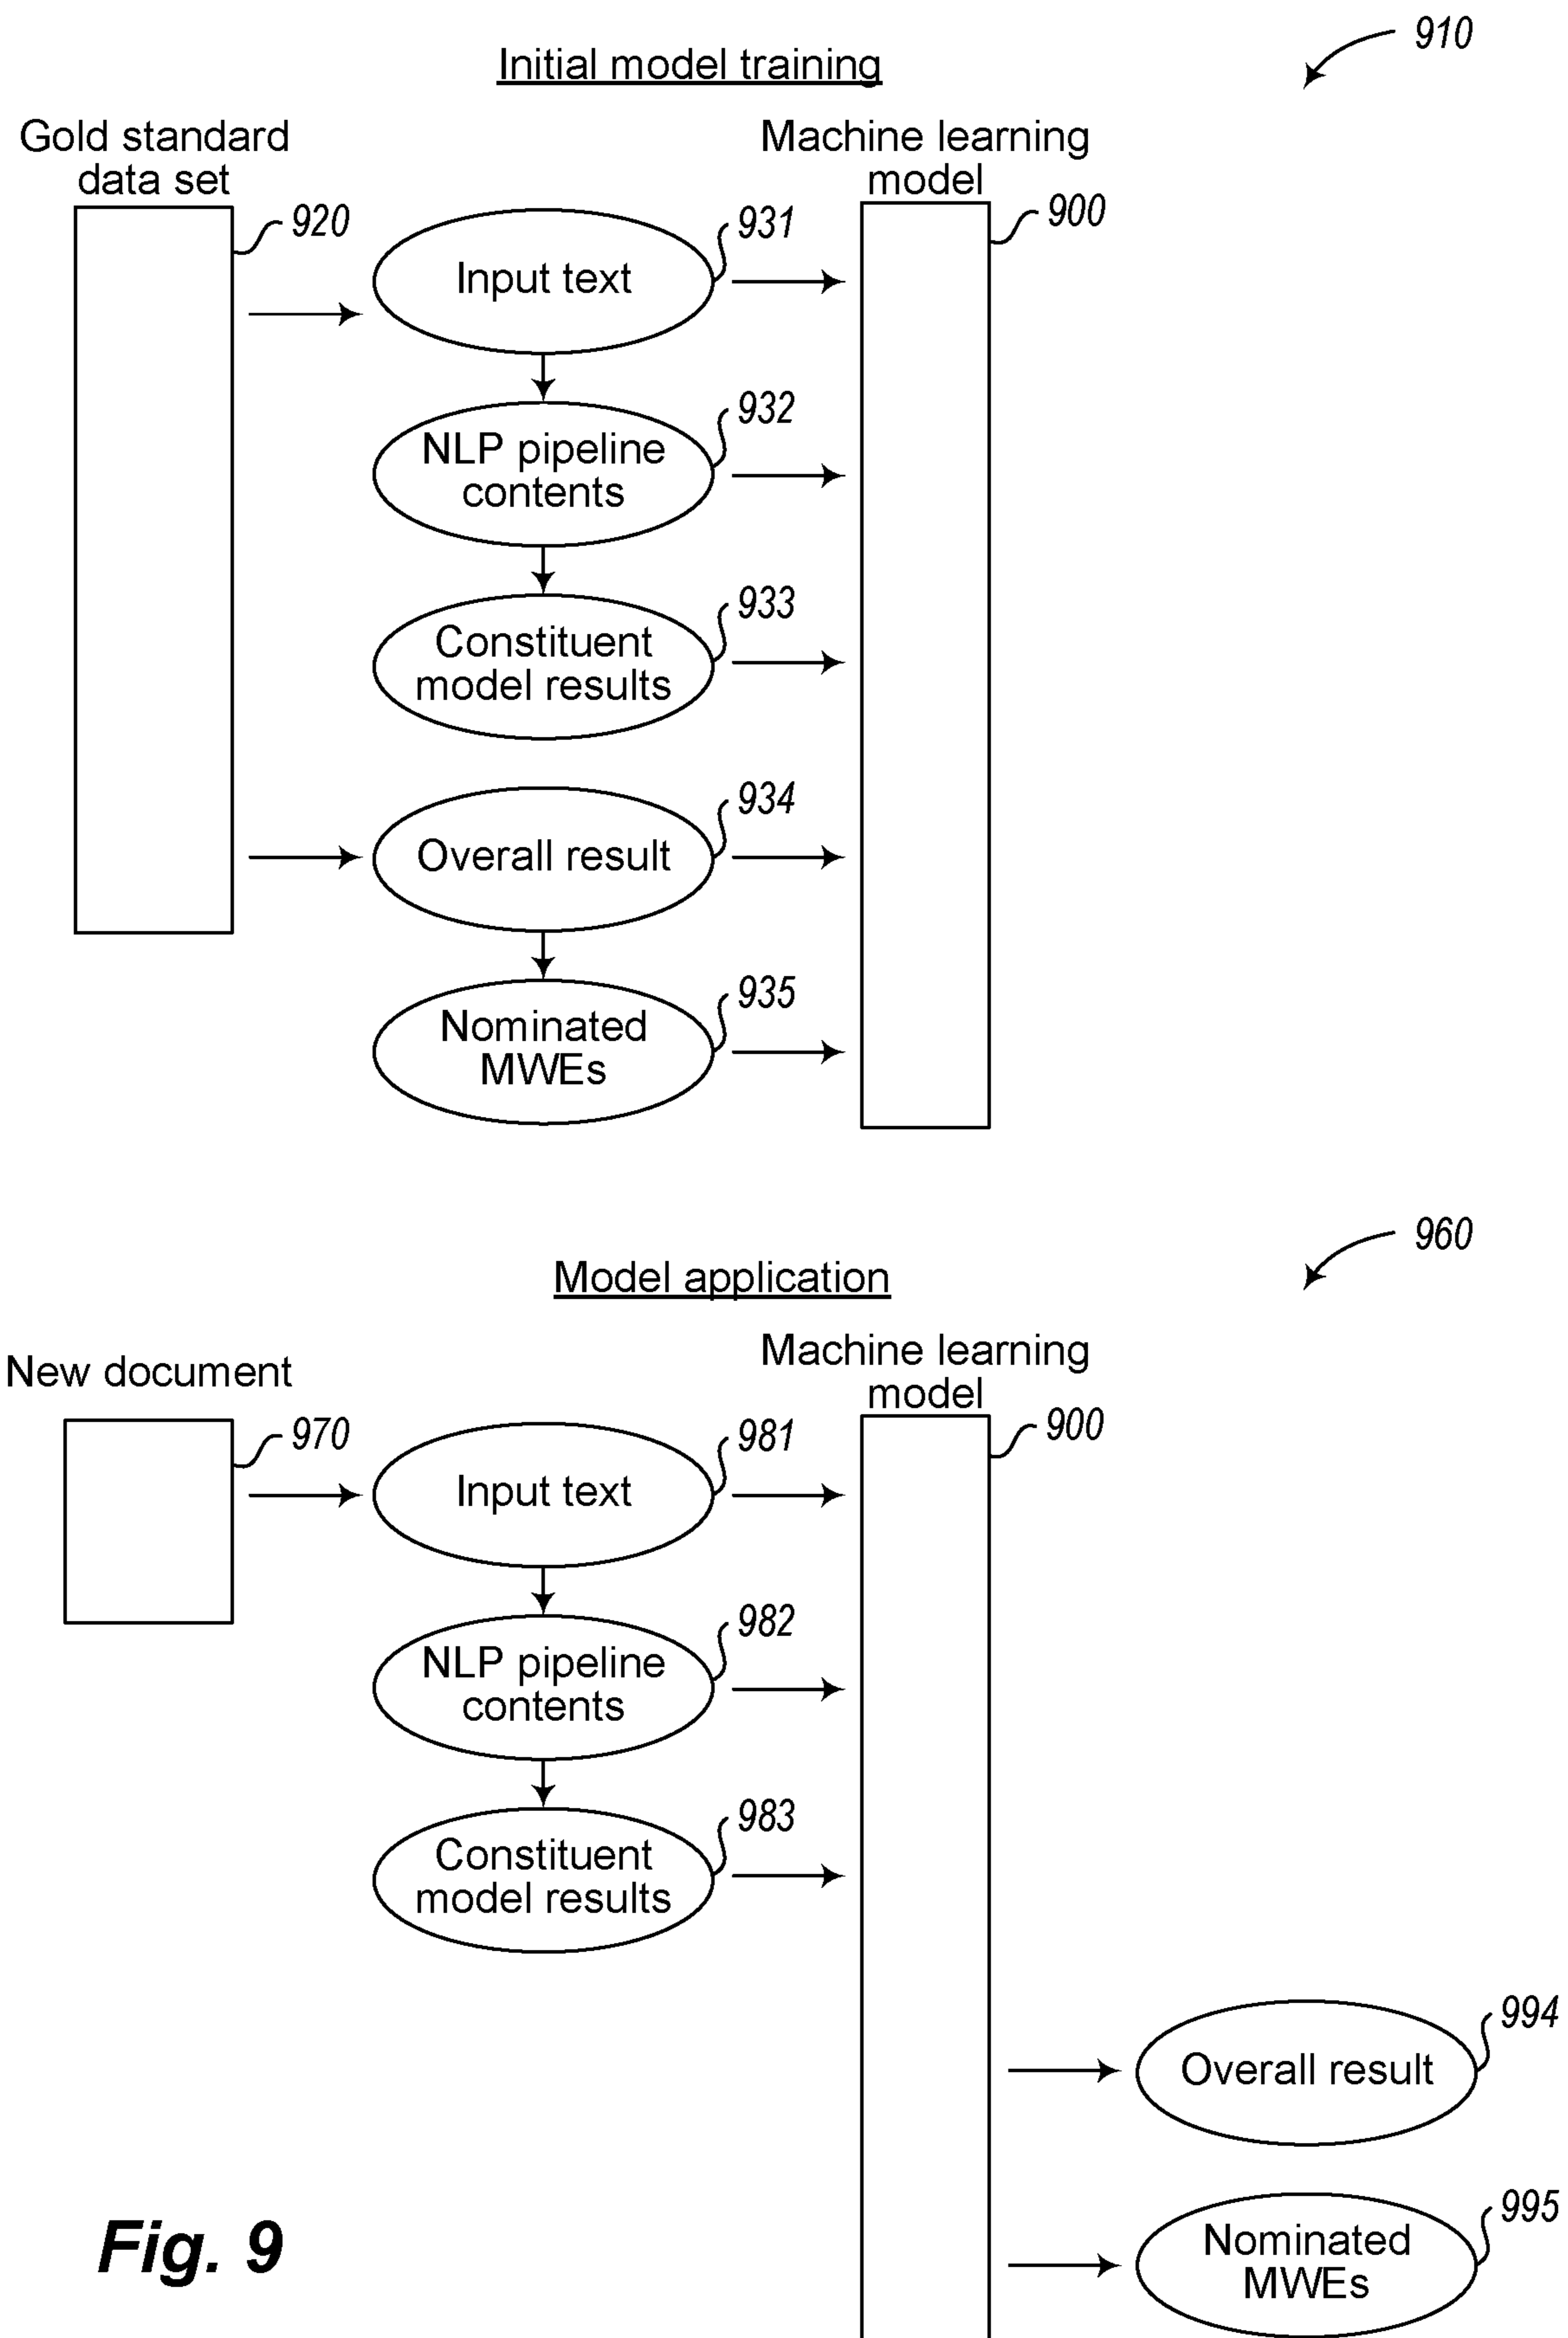 910
Initial model training
Gold standard
data set
Machine learning
model
920
931
900
Input text
932
NLP pipeline
contents
933
Constituent
model results
934
Overall result
935
Nominated
MWEs
960
Model application
New document
Machine learning
model
970
981
900
Input text
982
NLP pipeline
contents
983
Constituent
model results
994
Overall result
995
Nominated
MWEs
Fig. 9